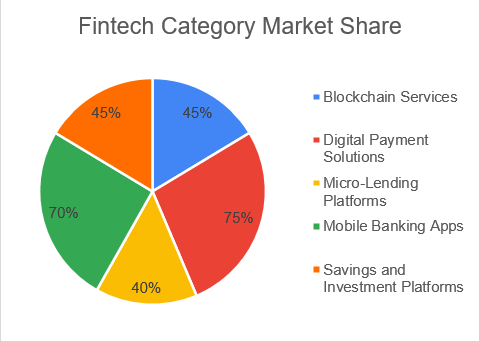 Fintech Category Market Share
45%
45%
75%
70%
40%
Blockchain Services
Digital Payment
Solutions
Micro-Lending
Platforms
Mobile Banking Apps
Savings and
Investment Platforms